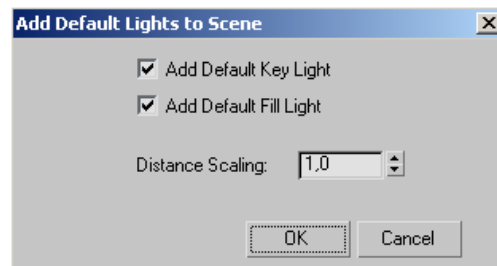 Add Default Lights to Scene
Add Default Key Light
Add Default Fill Light
Distance Scaling: 1,0
OK Cancel